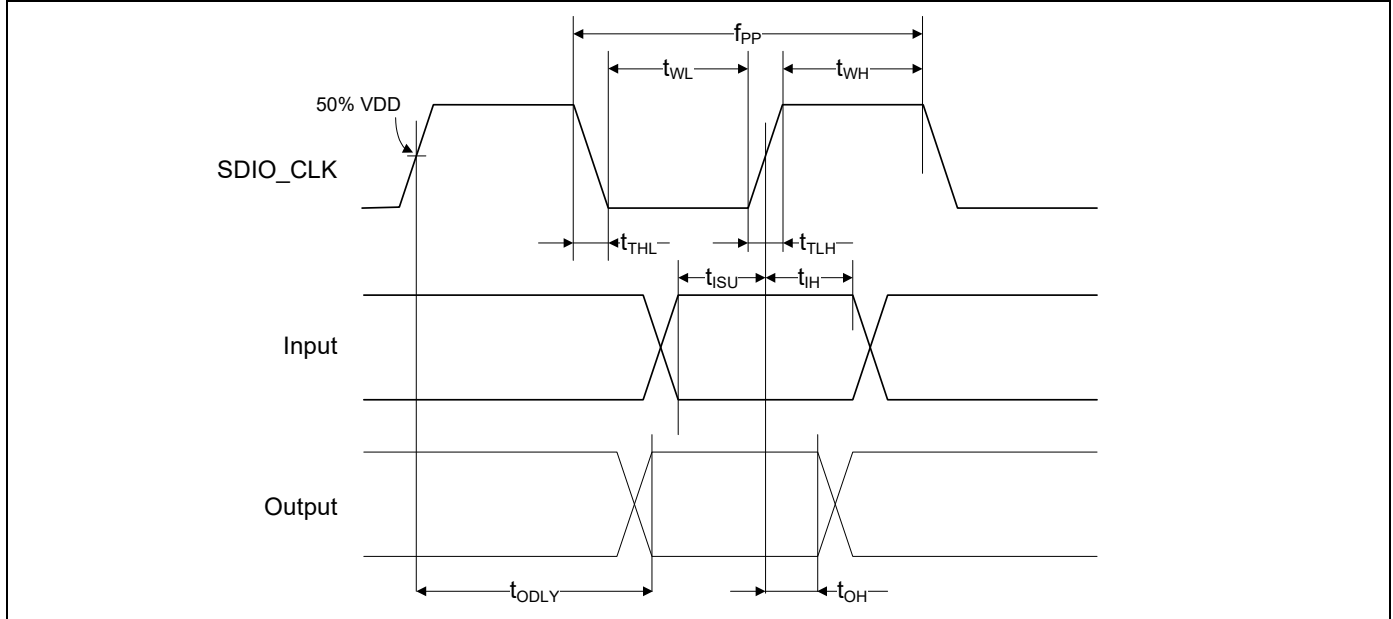 fPP
tWL
tWH
50% VDD
SDIO_CLK
tTHL
tTLH
tISU
tIH
Input
Output
tODLY
tOH